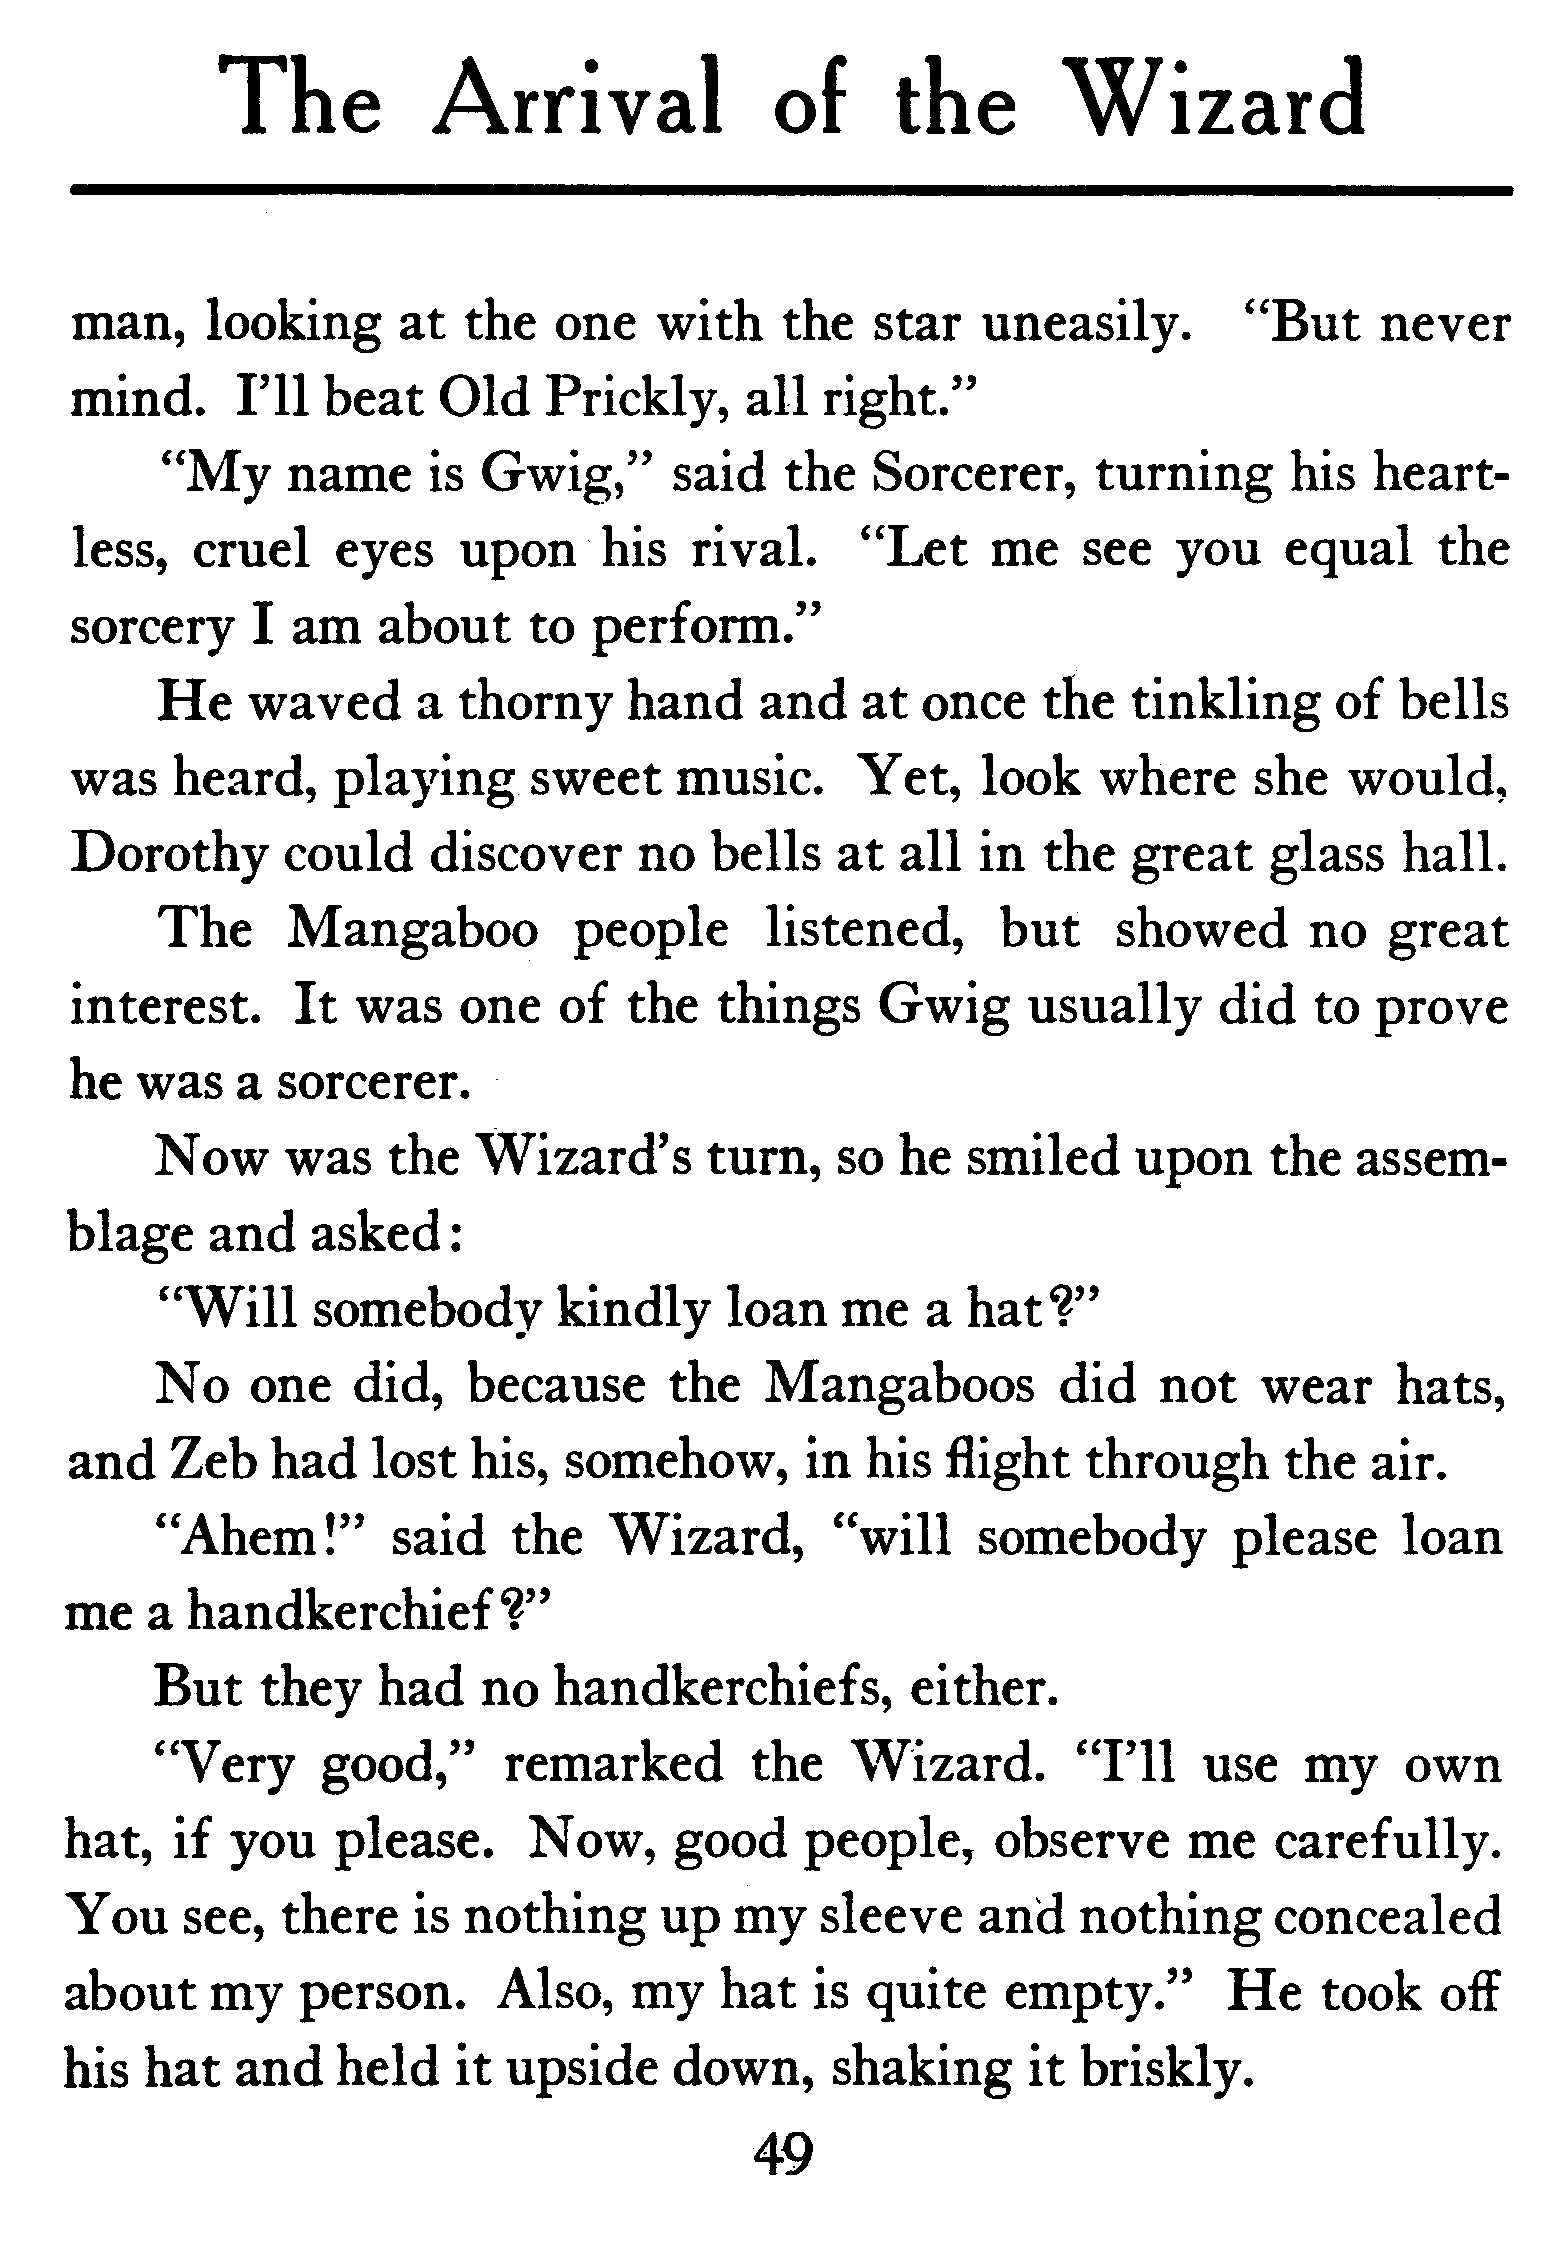 The Arrival of the Wizard
man, looking at the one with the star uneasily. “But never
mind. I’ll beat Old Prickly, all right.”
“My name is Gwig,” said the Sorcerer, turning his heart-
less, cruel eyes upon his rival. “Let me see you equal the
sorcery I am about to perform.”
He waved a thorny hand and at once the tinkling of bells
was heard, playing sweet music. Yet, look where she would,
Dorothy could discover no bells at all in the great glass hall.
The Mangaboo people listened, but showed no great
interest. It was one of the things Gwig usually did to prove
he was a sorcerer.
Now was the Wizard’s turn, so he smiled upon the assem-
blage and asked:
“Will somebody kindly loan me a hat?”
No one did, because the Mangaboos did not wear hats,
and Zeb had lost his, somehow, in his flight through the air.
“Ahem!” said the Wizard, “will somebody please loan
me a handkerchief?”
But they had no handkerchiefs, either.
“Very good,” remarked the Wizard. “I’ll use my own
hat, if you please. Now, good people, observe me carefully.
You see, there is nothing up my sleeve and nothing concealed
about my person. Also, my hat is quite empty.” He took off
his hat and held it upside down, shaking it briskly.
49